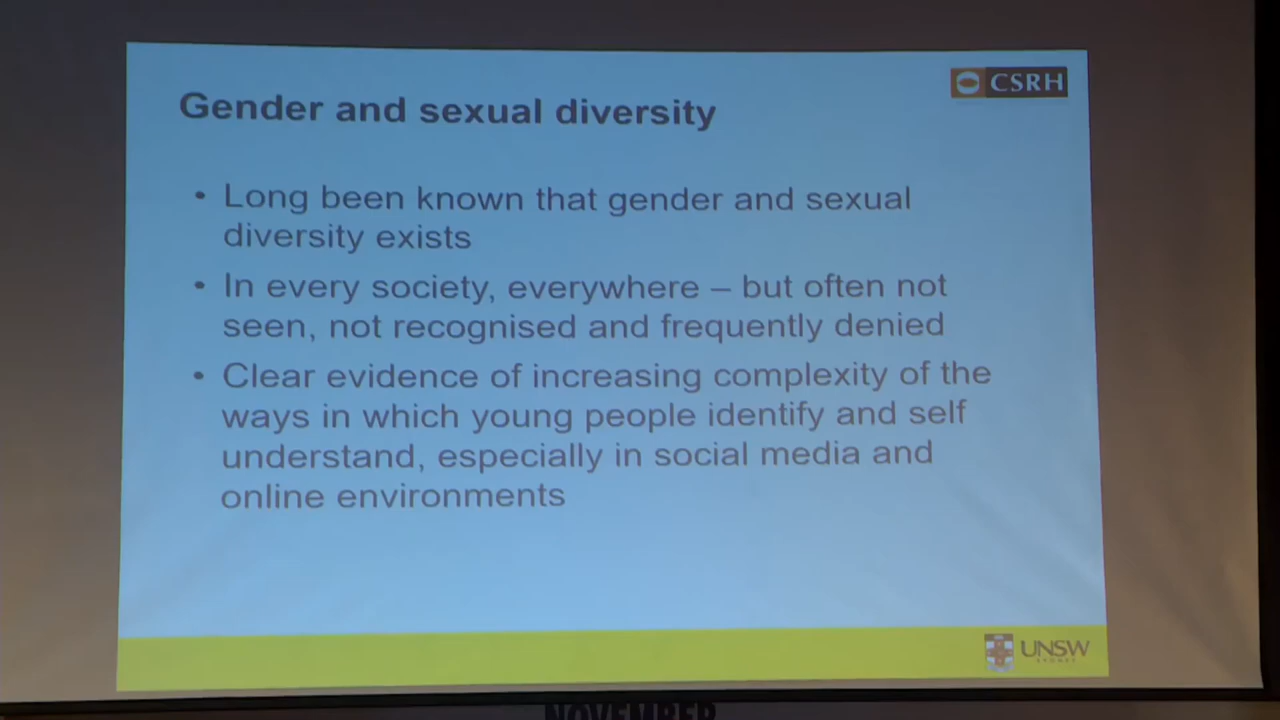 CSRH
Gender and sexual diversity
• Long been known that gender and sexual
diversity exists
• In every society, everywhere – but often not
seen, not recognised and frequently denied
• Clear evidence of increasing complexity of the
ways in which young people identify and self
understand, especially in social media and
online environments
UNSW
SYDNEY
NOVEMBER